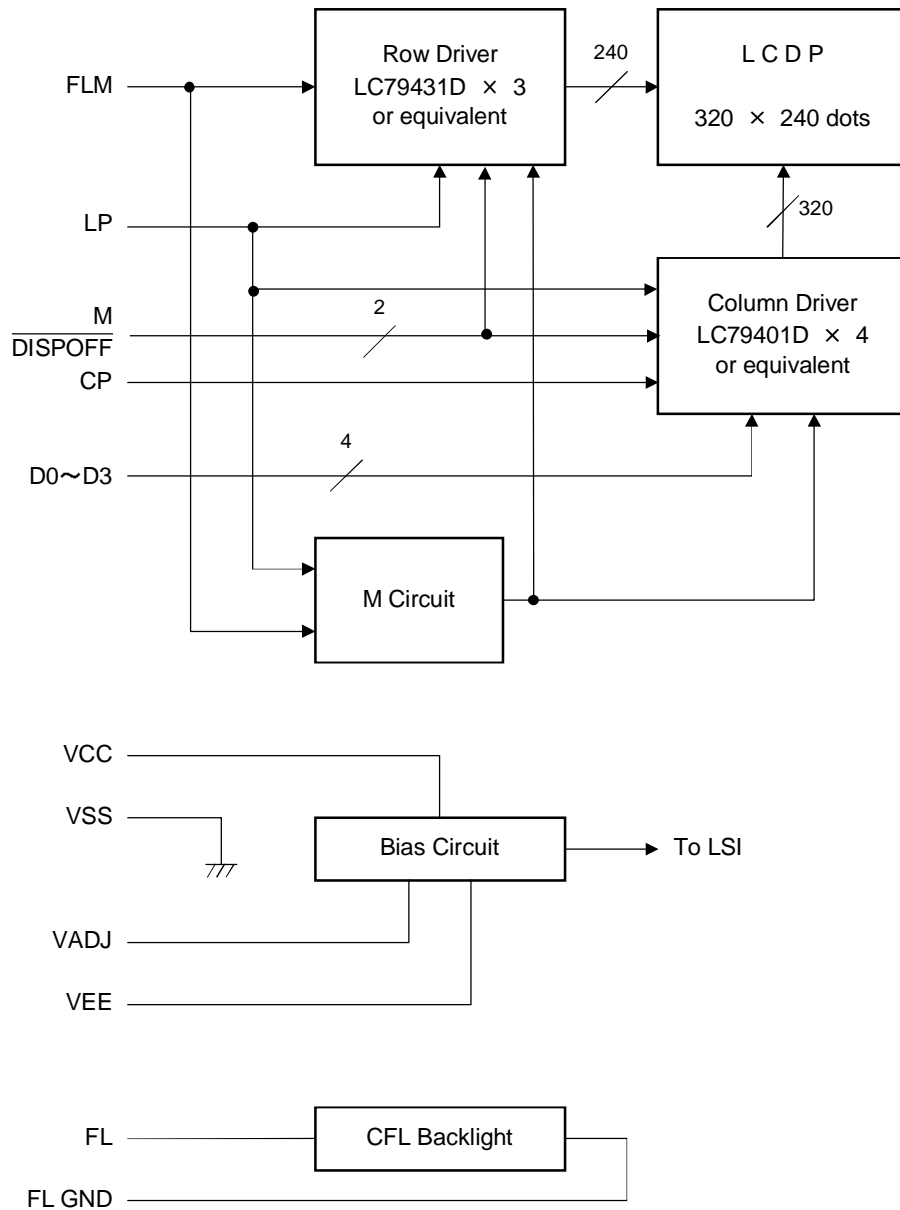 Row Driver
LC79431D × 3
or equivalent
240
L C D P
320 × 240 dots
FLM
LP
320
M
DISPOFF
2
Column Driver
LC79401D × 4
or equivalent
CP
4
D0～D3
M Circuit
VCC
VSS
Bias Circuit
To LSI
VADJ
VEE
FL
CFL Backlight
FL GND